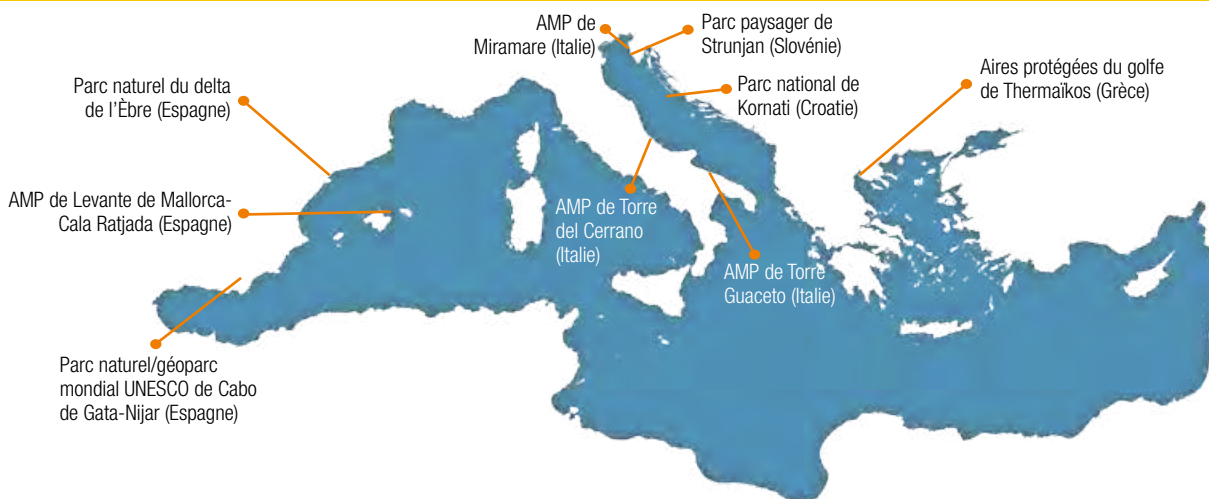 AMP de
Miramare (Italie)
Parc paysager de
Strunjan (Slovénie)
Parc naturel du delta
de l'Èbre (Espagne)
Parc national de
Kornati (Croatie)
Aires protégées du golfe
de Thermaïkos (Grèce)
AMP de Levante de Mallorca-
Cala Ratjada (Espagne)
AMP de Torre
del Cerrano
(Italie)
AMP de Torre
Guaceto (Italie)
Parc naturel/géoparc
mondial UNESCO de Cabo
de Gata-Nijar (Espagne)